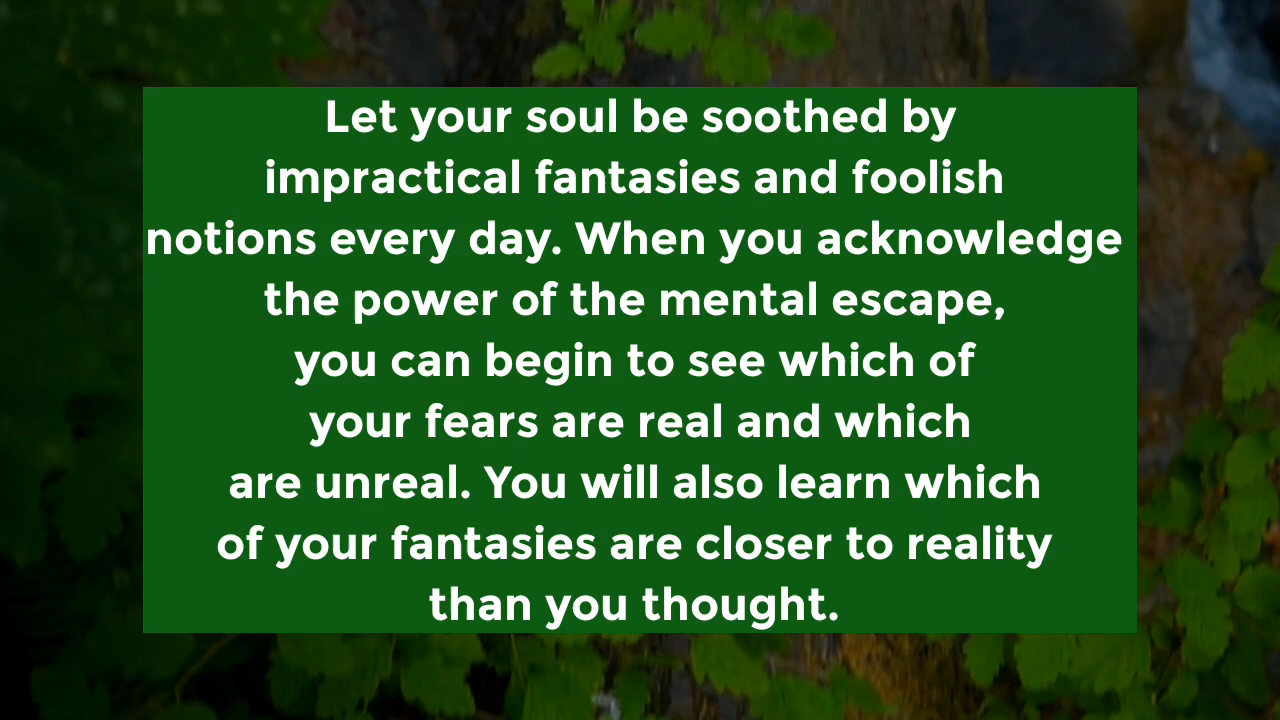 Let your soul be soothed by
impractical fantasies and foolish
notions every day. When you acknowledge
the power of the mental escape,
you can begin to see which of
your fears are real and which
are unreal. You will also learn which
of your fantasies are closer to reality
than you thought.